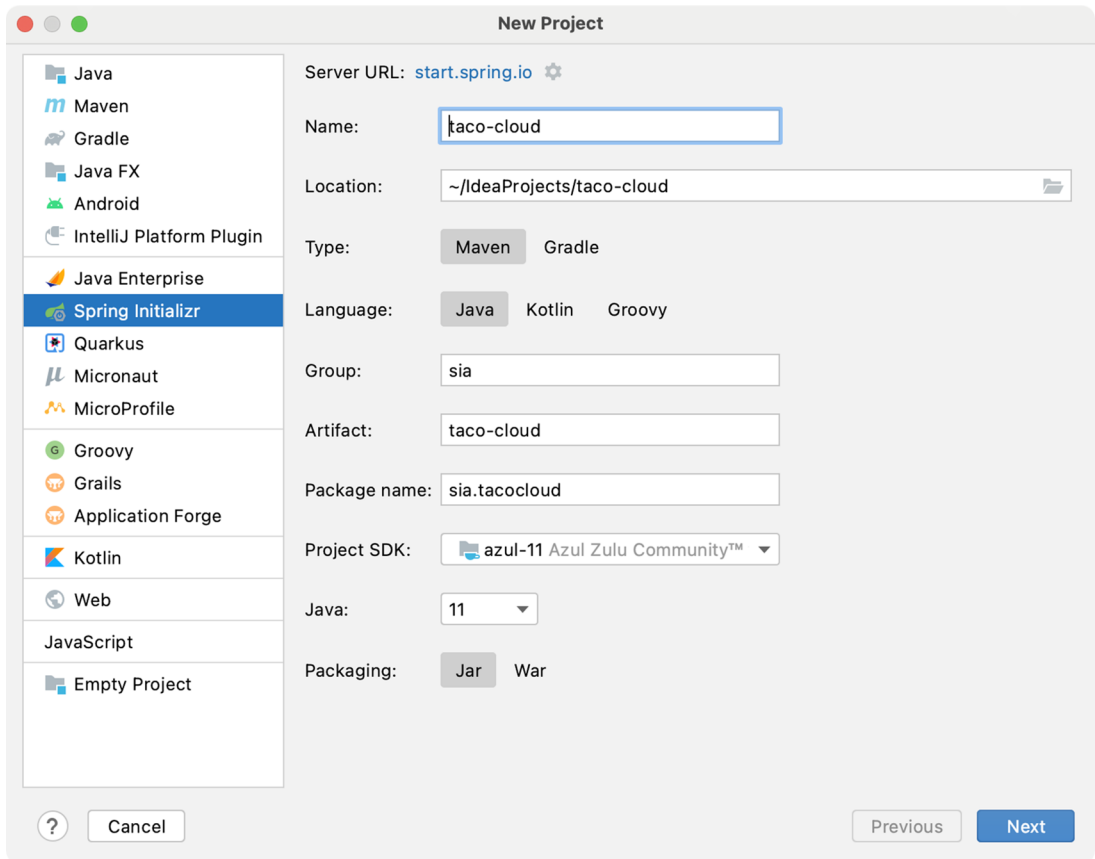 New Project
Java
Maven
Gradle
Java FX
Android
IntelliJ Platform Plugin
Java Enterprise
Spring Initializr
Quarkus
Micronaut
MicroProfile
Groovy
Grails
Application Forge
Kotlin
Web
JavaScript
Empty Project
Server URL: start.spring.io
Name: taco-cloud
Location: ~/IdeaProjects/taco-cloud
Type: Maven Gradle
Language: Java Kotlin Groovy
Group: sia
Artifact: taco-cloud
Package name: sia.tacocloud
Project SDK: azul-11 Azul Zulu Community™
Java: 11
Packaging: Jar War
? Cancel Previous Next